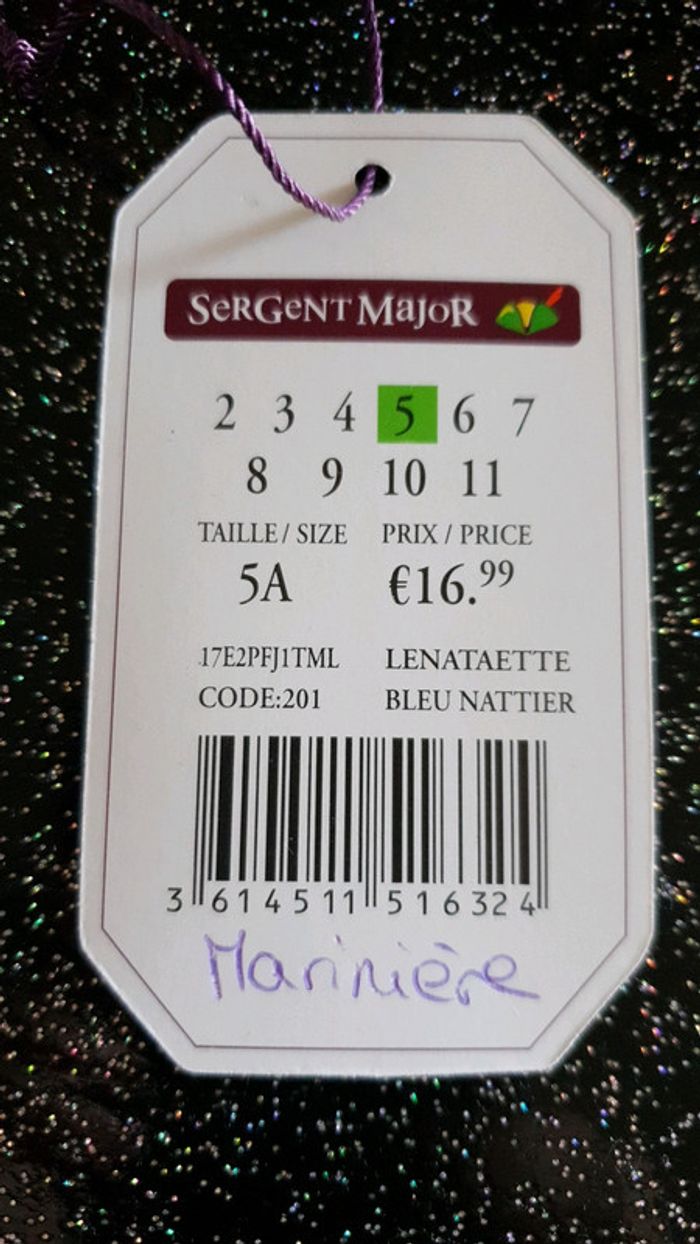 SerGeNT MajoR
2 3 4 5 6 7
8 9 10 11
TAILLE / SIZE PRIX / PRICE
5A €16.99
17E2PFJ1TML LENATAETTE
CODE:201 BLEU NATTIER
3 614511 516324
Marinière